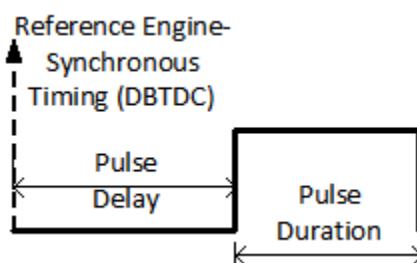 Reference Engine-
Synchronous
Timing (DBTDC)
Pulse
Delay
Pulse
Duration